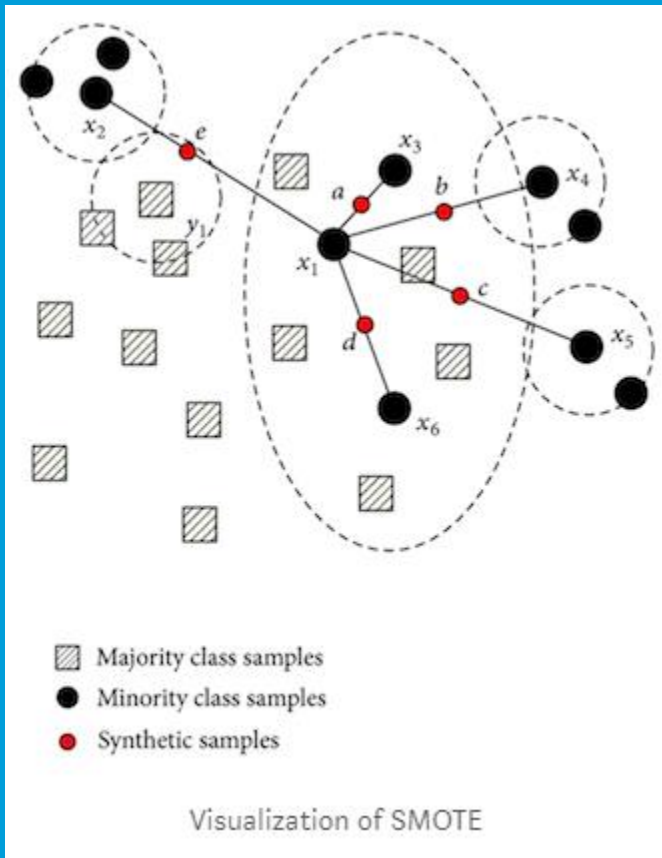 x2
e
x3
x4
a
b
y1
x1
c
d
x5
x6
Majority class samples
Minority class samples
Synthetic samples
Visualization of SMOTE